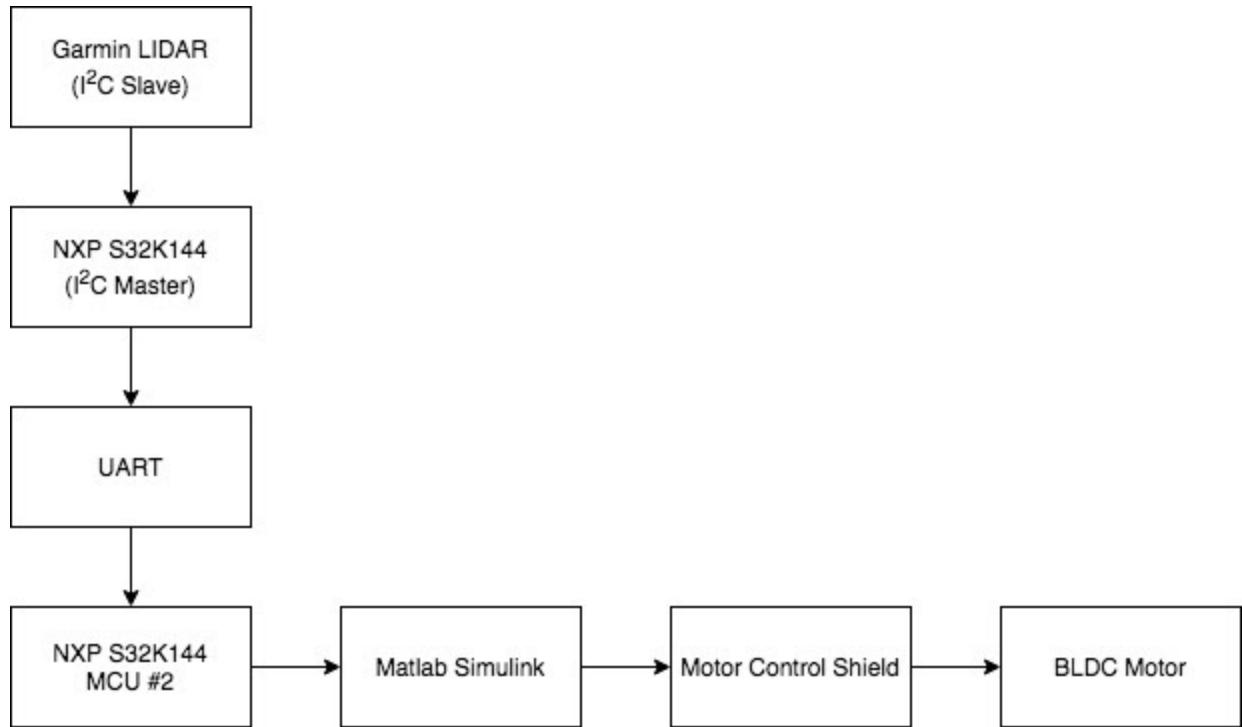 Garmin LIDAR
(I²C Slave)
NXP S32K144
(I²C Master)
UART
NXP S32K144
MCU #2
Matlab Simulink
Motor Control Shield
BLDC Motor